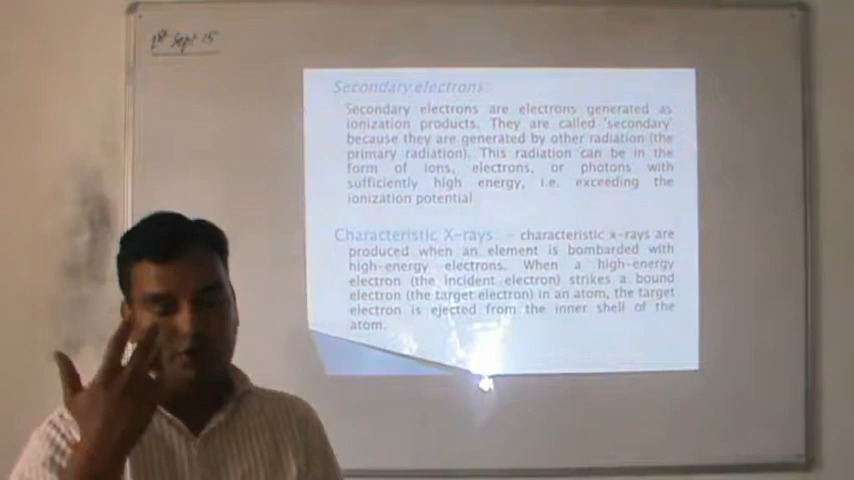 1st Sept 15
Secondary electrons:
Secondary electrons are electrons generated as
ionization products. They are called 'secondary'
because they are generated by other radiation (the
primary radiation). This radiation can be in the
form of ions, electrons, or photons with
sufficiently high energy, i.e. exceeding the
ionization potential
Characteristic X-rays: - characteristic x-rays are
produced when an element is bombarded with
high-energy electrons. When a high-energy
electron (the incident electron) strikes a bound
electron (the target electron) in an atom, the target
electron is ejected from the inner shell of the
atom.